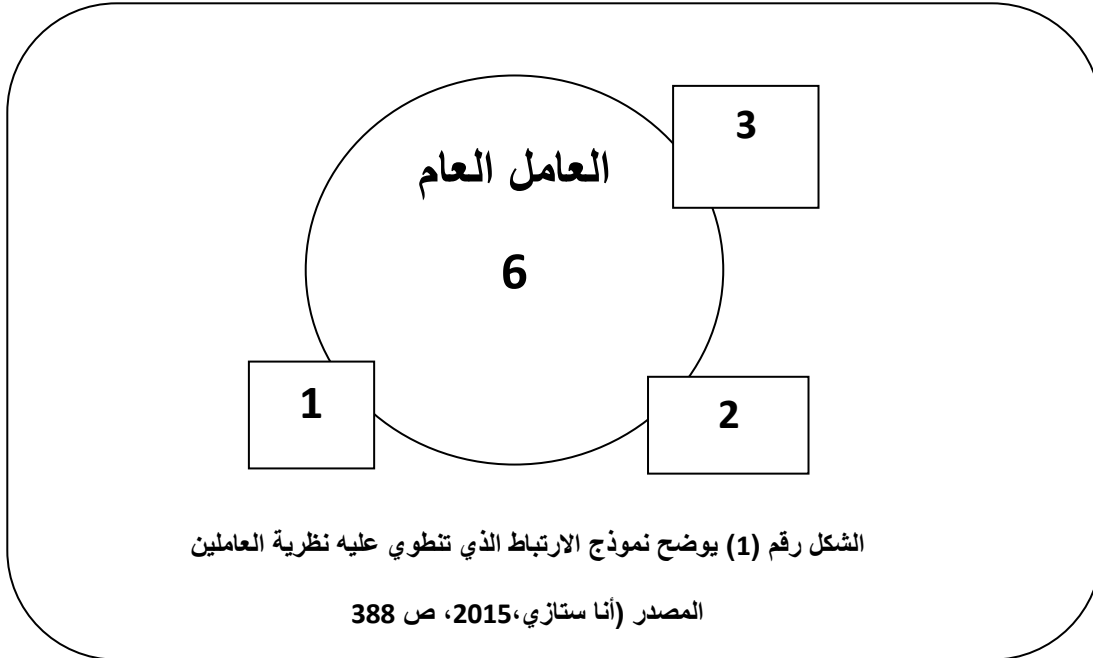 3
العامل العام
6
1
2
الشكل رقم (1) يوضح نموذج الارتباط الذي تنطوي عليه نظرية العاملين
المصدر (أنا ستازي،2015، ص 388